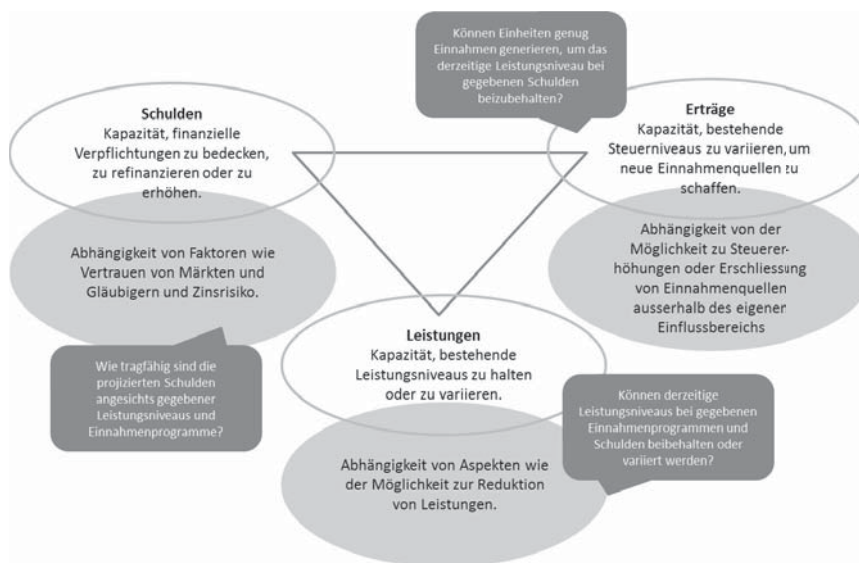 Können Einheiten genug
Einnahmen generieren, um das
derzeitige Leistungsniveau bei
gegebenen Schulden
beizubehalten?
Schulden
Kapazität, finanzielle
Verpflichtungen zu bedecken,
zu refinanzieren oder zu
erhöhen.
Erträge
Kapazität, bestehende
Steuerniveaus zu variieren, um
neue Einnahmenquellen zu
schaffen.
Abhängigkeit von Faktoren wie
Vertrauen von Märkten und
Gläubigern und Zinsrisiko.
Abhängigkeit von der
Möglichkeit zu Steuerer-
höhungen oder Erschliessung
von Einnahmenquellen
ausserhalb des eigener
Einflussbereichs
Leistungen
Kapazität, bestehende
Leistungsniveaus zu halten
oder zu variieren.
Wie tragfähig sind die
projizierten Schulden
angesichts gegebener
Leistungsniveaus und
Einnahmenprogramme?
Können derzeitige
Leistungsniveaus bei gegebenen
Einnahmenprogrammen und
Schulden beibehalten oder
variiert werden?
Abhängigkeit von Aspekten wie
der Möglichkeit zur Reduktion
von Leistungen.